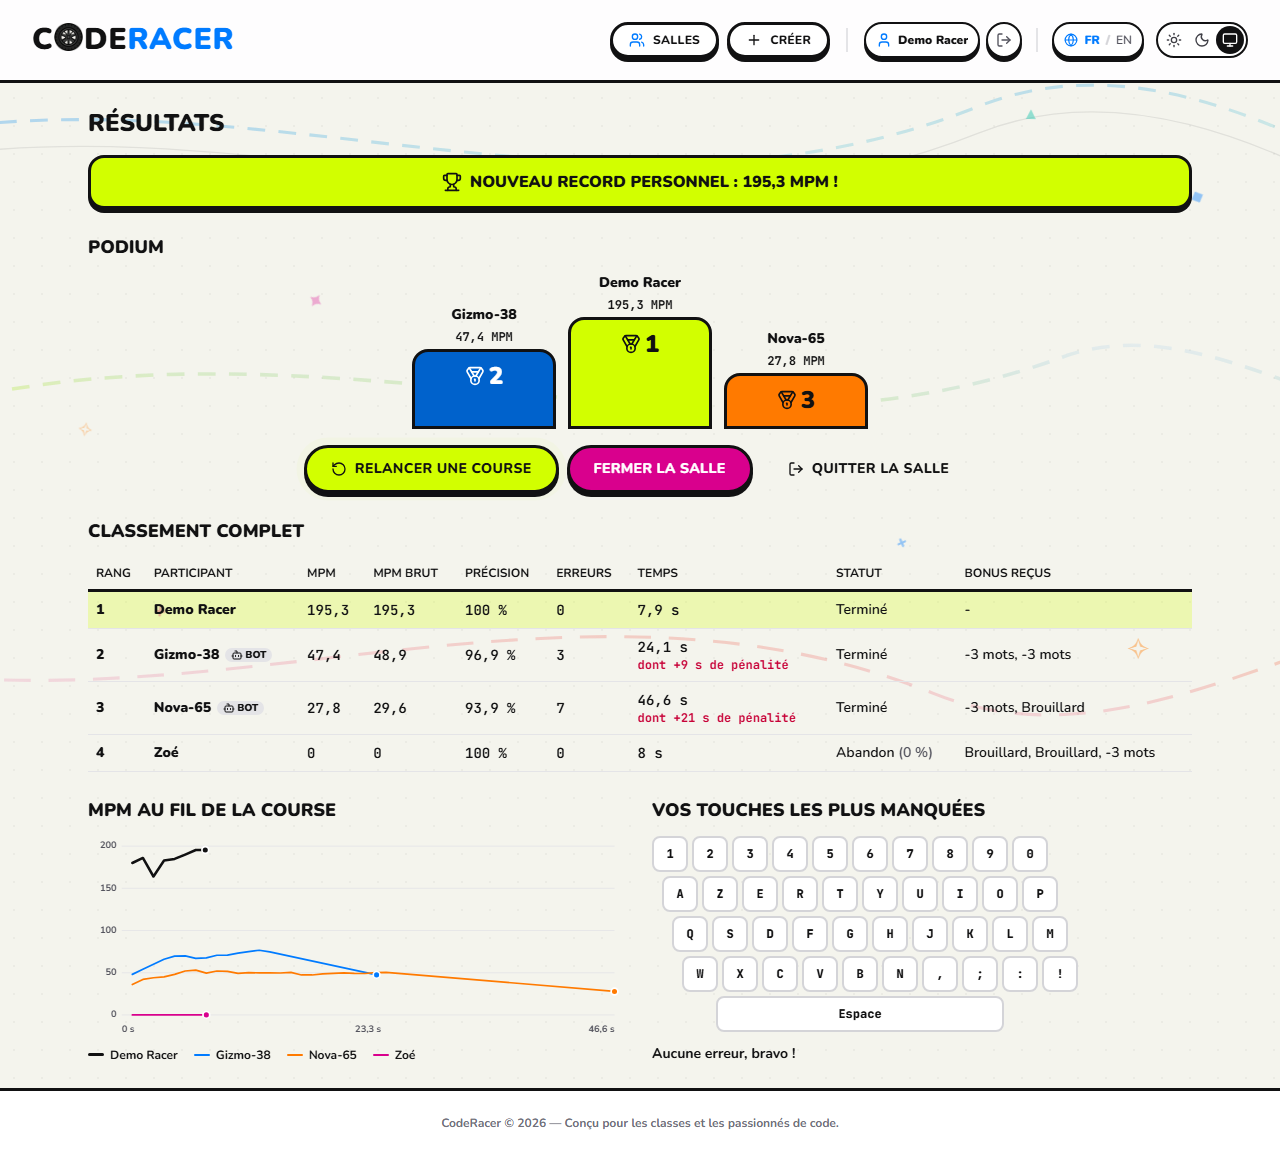 CODERACER
SALLES
CRÉER
Demo Racer
FR / EN
RÉSULTATS
NOUVEAU RECORD PERSONNEL : 195,3 MPM !
PODIUM
Demo Racer
195,3 MPM
Gizmo-38
47,4 MPM
Nova-65
27,8 MPM
1
2
3
RELANCER UNE COURSE
FERMER LA SALLE
QUITTER LA SALLE
CLASSEMENT COMPLET
RANG PARTICIPANT MPM MPM BRUT PRÉCISION ERREURS TEMPS STATUT BONUS REÇUS
1 Demo Racer 195,3 195,3 100 % 0 7,9 s Terminé -
2 Gizmo-38 BOT 47,4 48,9 96,9 % 3 24,1 s Terminé -3 mots, -3 mots
dont +9 s de pénalité
3 Nova-65 BOT 27,8 29,6 93,9 % 7 46,6 s Terminé -3 mots, Brouillard
dont +21 s de pénalité
4 Zoé 0 0 100 % 0 8 s Abandon (0 %) Brouillard, Brouillard, -3 mots
MPM AU FIL DE LA COURSE
200
150
100
50
0
0 s 23,3 s 46,6 s
Demo Racer Gizmo-38 Nova-65 Zoé
VOS TOUCHES LES PLUS MANQUÉES
1 2 3 4 5 6 7 8 9 0
A Z E R T Y U I O P
Q S D F G H J K L M
W X C V B N , ; : !
Espace
Aucune erreur, bravo !
CodeRacer © 2026 — Conçu pour les classes et les passionnés de code.